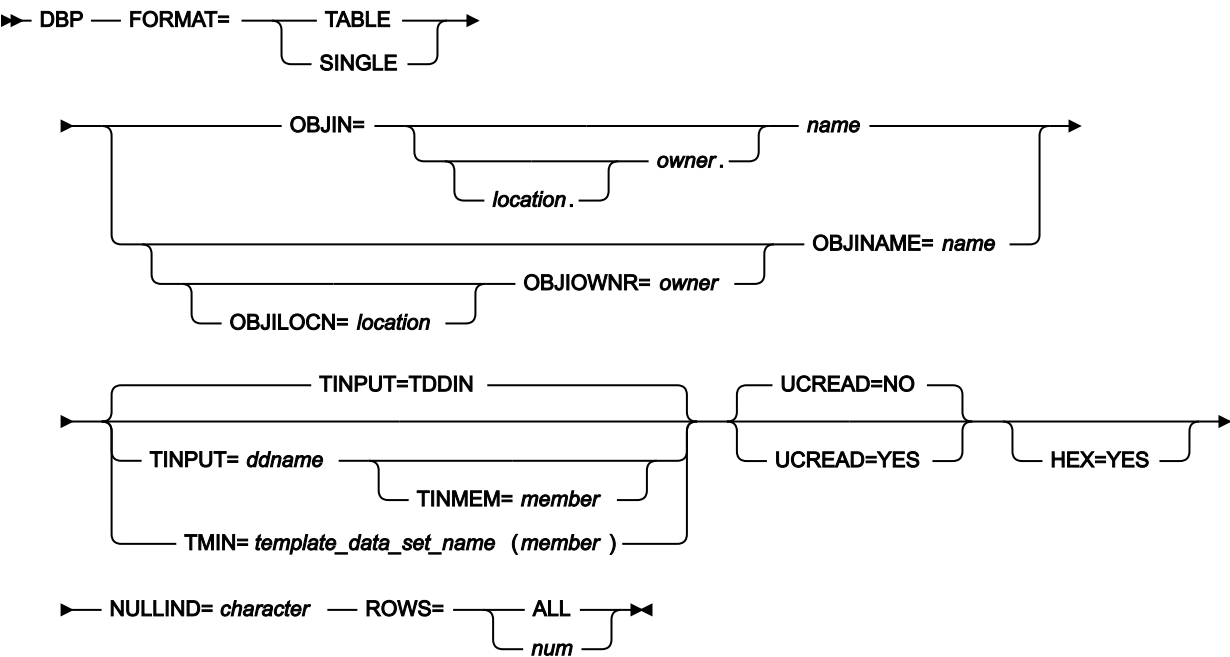 DBP FORMAT= TABLE
SINGLE
OBJIN= name
owner.
location.
OBJINAME= name
OBJIOWNR= owner
OBJILOCN= location
TINPUT=TDDIN UCREAD=NO
TINPUT= ddname UCREAD=YES HEX=YES
TINMEM= member
TMIN= template_data_set_name (member )
NULLIND= character ROWS= ALL
num